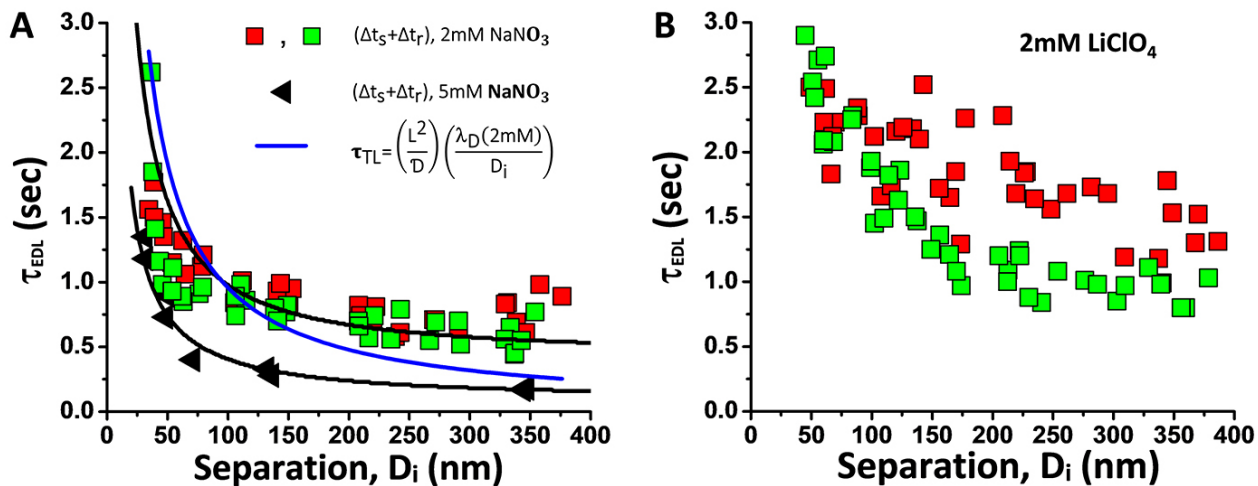 A
3.0
2.5
2.0
1.5
1.0
0.5
0.0
τEDL (sec)
, (Δts+Δtr), 2mM NaNO3
(Δts+Δtr), 5mM NaNO3
τTL=(L2/D)(λD(2mM)/Di)
0 50 100 150 200 250 300 350 400
Separation, Di (nm)
B
2mM LiClO4
3.0
2.5
2.0
1.5
1.0
0.5
0.0
τEDL (sec)
0 50 100 150 200 250 300 350 400
Separation, Di (nm)